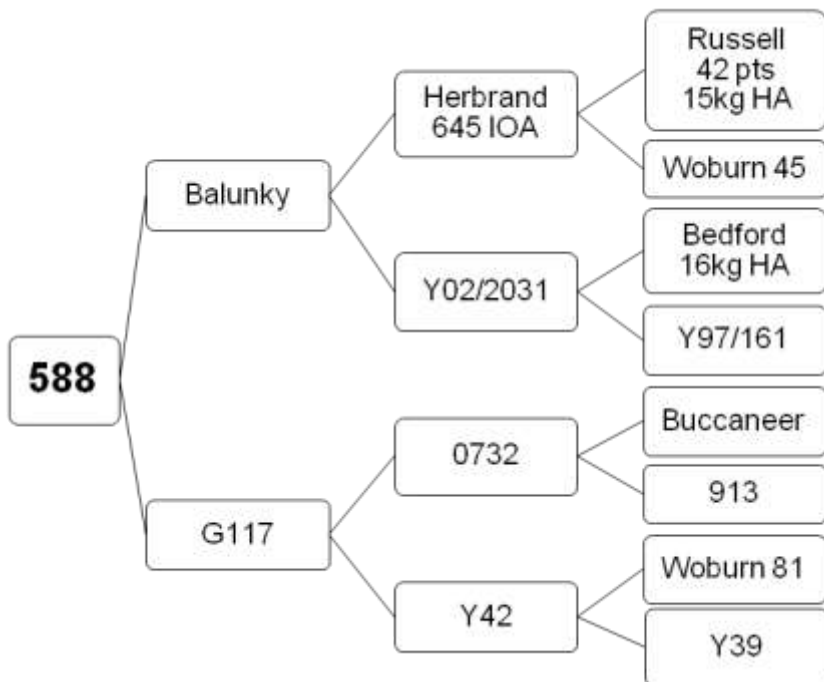 588
Balunky
G117
Herbrand
645 IOA
Y02/2031
0732
Y42
Russell
42 pts
15kg HA
Woburn 45
Bedford
16kg HA
Y97/161
Buccaneer
913
Woburn 81
Y39